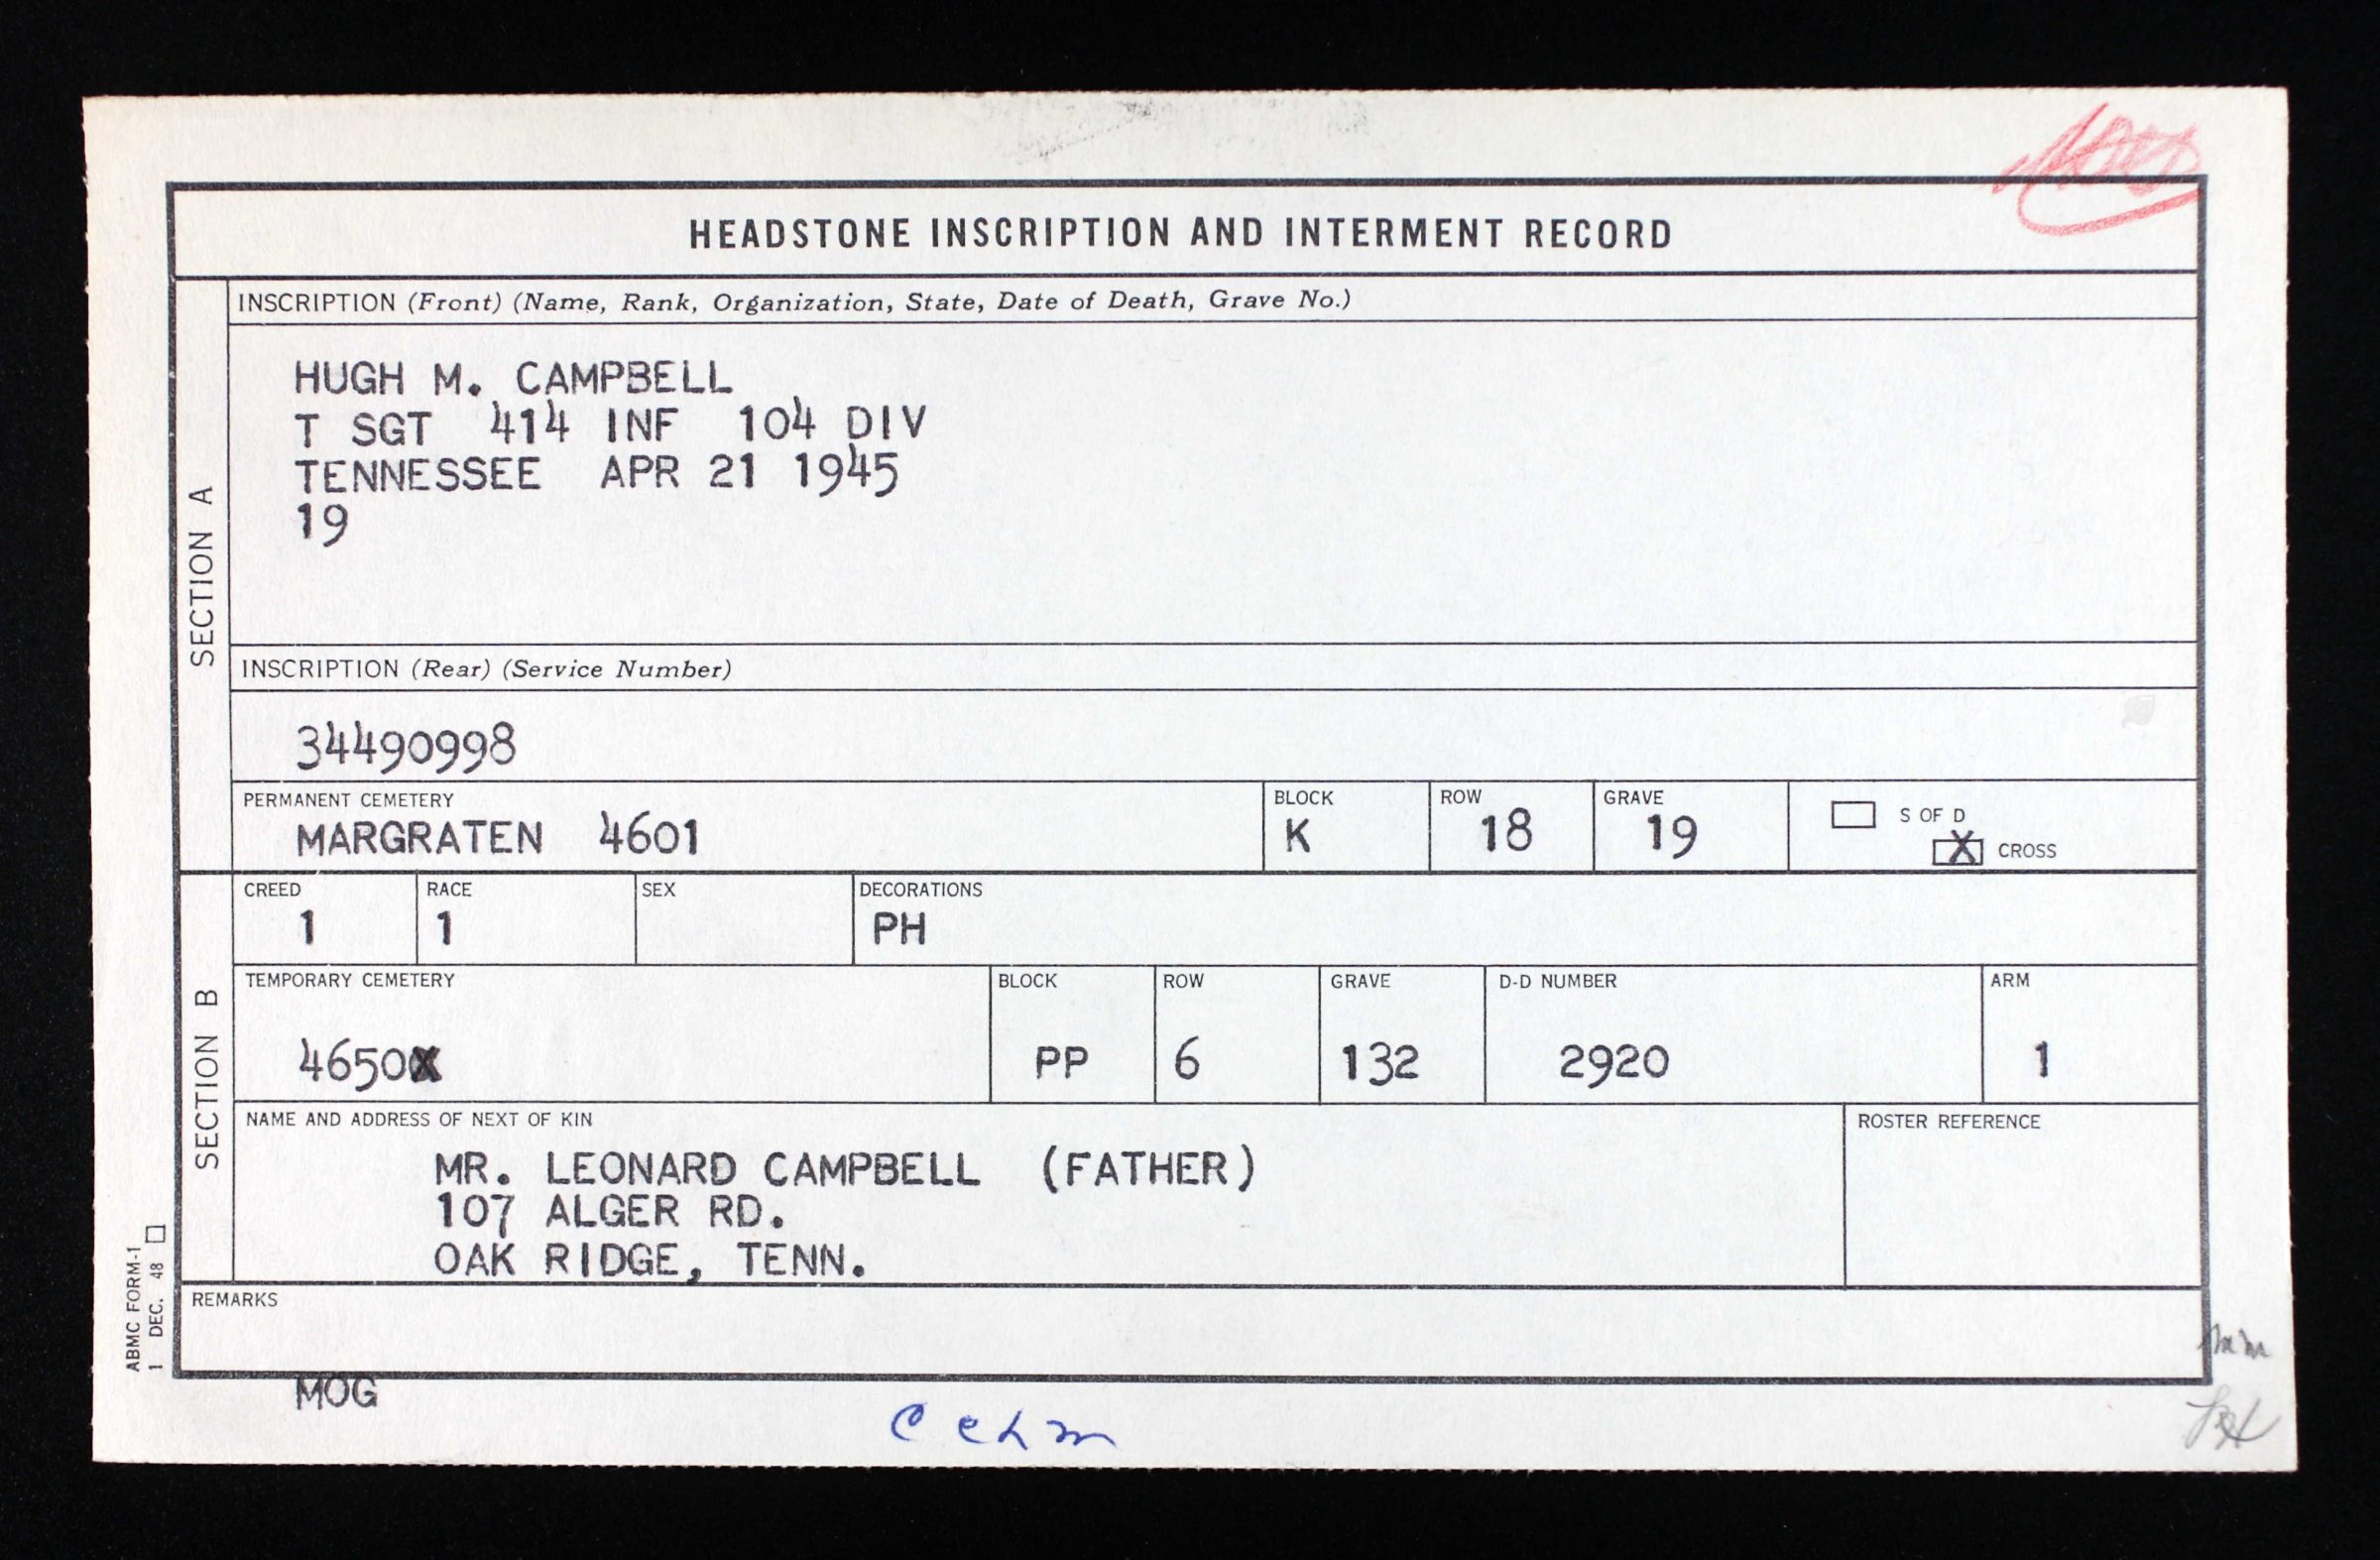 HEADSTONE INSCRIPTION AND INTERMENT RECORD
SECTION A
INSCRIPTION (Front) (Name, Rank, Organization, State, Date of Death, Grave No.)
HUGH M. CAMPBELL
T SGT 414 INF 104 DIV
TENNESSEE APR 21 1945
19
INSCRIPTION (Rear) (Service Number)
34490998
PERMANENT CEMETERY BLOCK ROW GRAVE
MARGRATEN 4601 K 18 19
S OF D
X CROSS
SECTION B
CREED RACE SEX DECORATIONS
1 1 PH
TEMPORARY CEMETERY BLOCK ROW GRAVE D-D NUMBER ARM
4650 PP 6 132 2920 1
NAME AND ADDRESS OF NEXT OF KIN ROSTER REFERENCE
MR. LEONARD CAMPBELL (FATHER)
107 ALGER RD.
OAK RIDGE, TENN.
REMARKS
ABMC FORM-1
1 DEC. 48
MOG